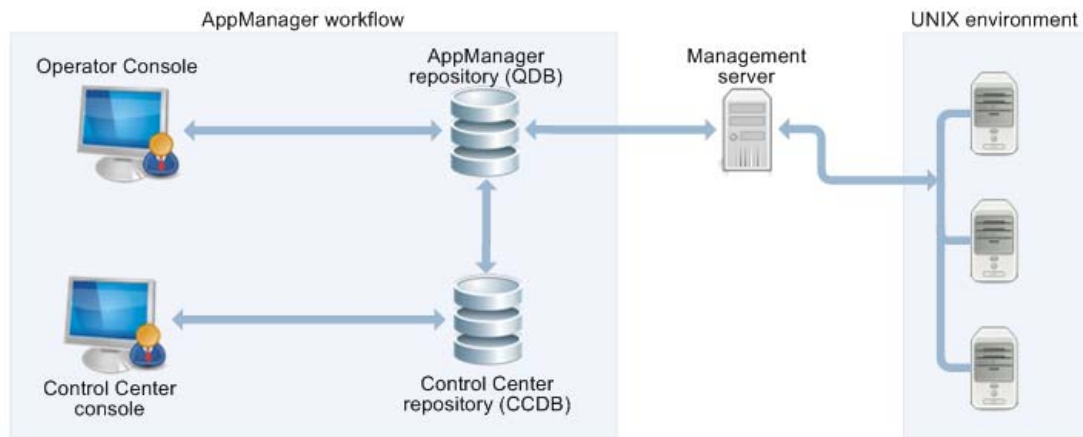 AppManager workflow
UNIX environment
Operator Console
AppManager
repository (QDB)
Management
server
Control Center
console
Control Center
repository (CCDB)